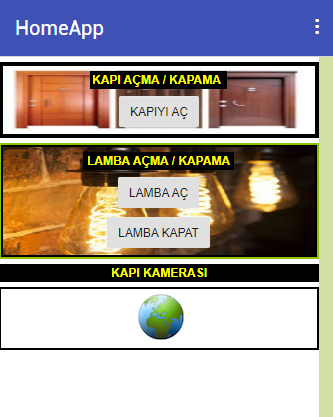 HomeApp
KAPI AÇMA / KAPAMA
KAPIYI AÇ
LAMBA AÇMA / KAPAMA
LAMBA AÇ
LAMBA KAPAT
KAPI KAMERASI